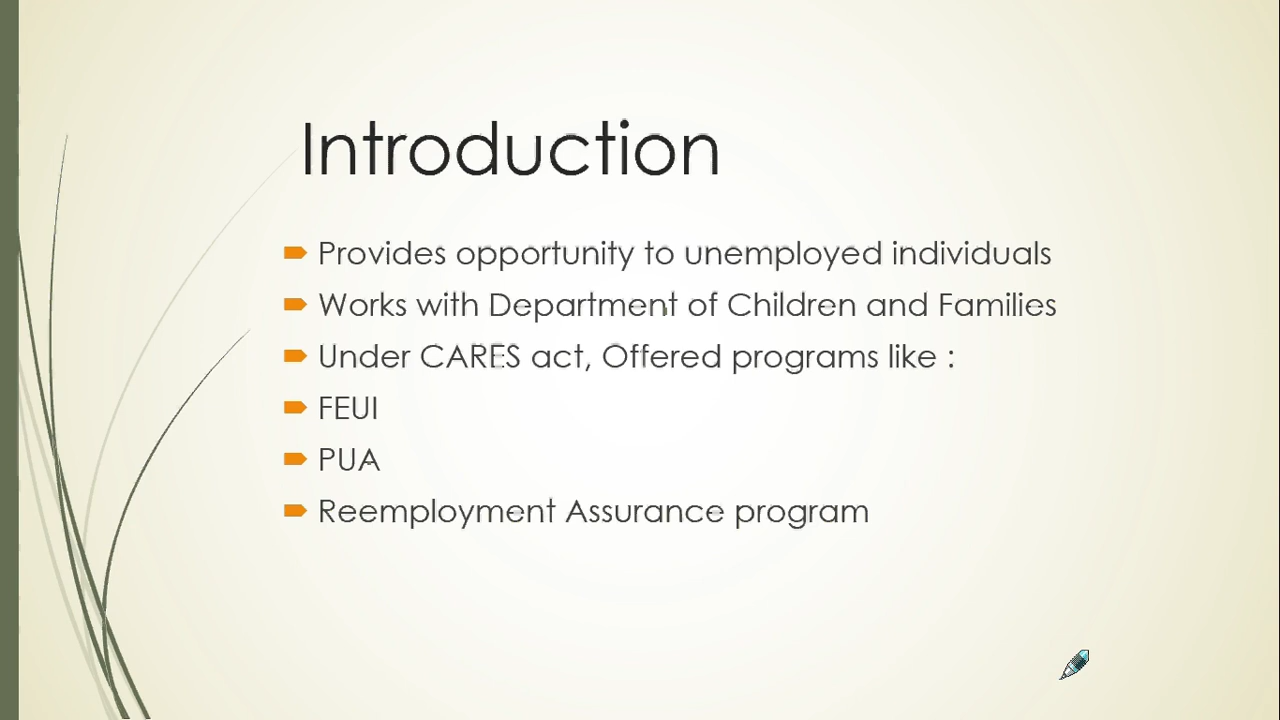 Introduction
Provides opportunity to unemployed individuals
Works with Department of Children and Families
Under CARES act, Offered programs like :
FEUI
PUA
Reemployment Assurance program